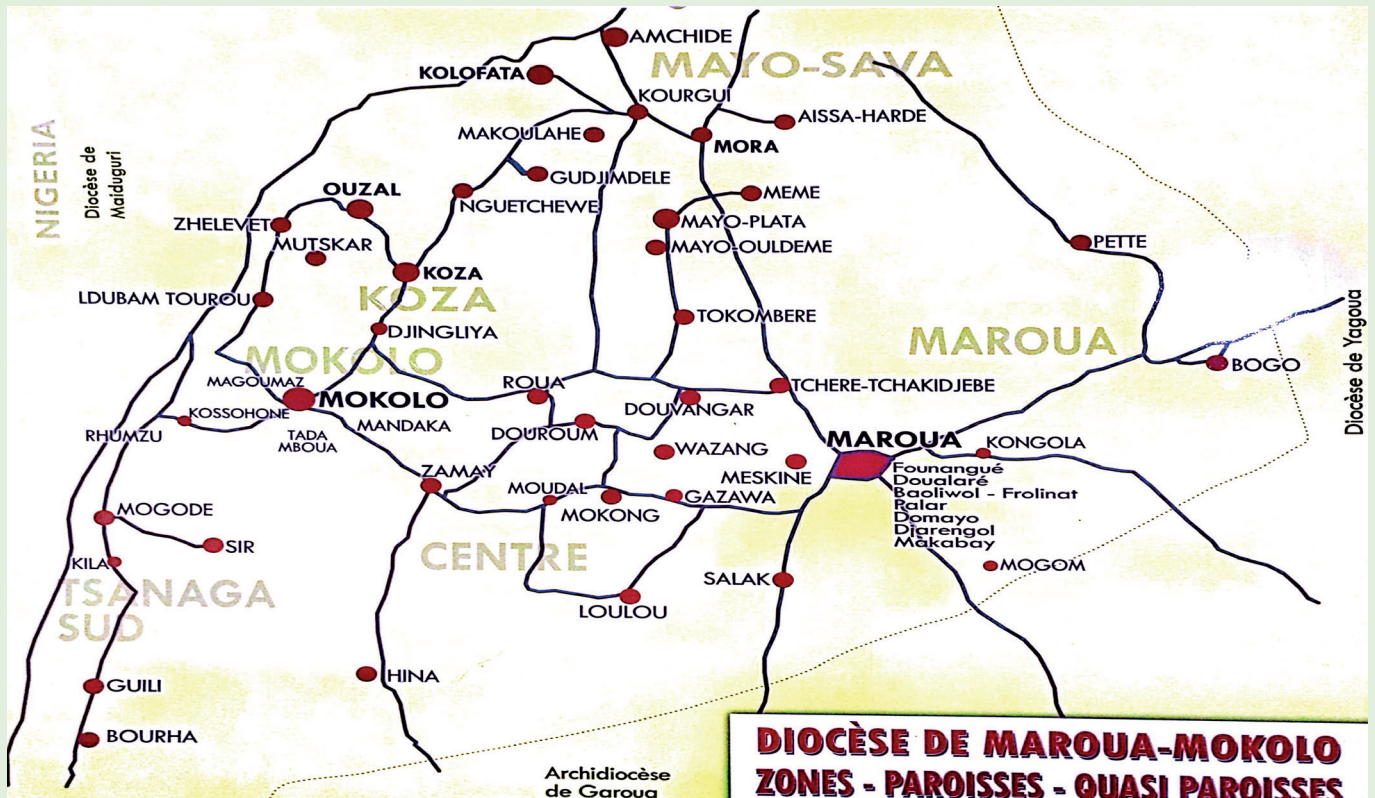 AMCHIDE
MAYO-SAVA
KOLOFATA
KOURGUI
AISSA-HARDE
MAKOULAHE
MORA
NIGERIA
Diocèse de
Maiduguri
GUDJIMDELE
OUZAL
NGUETCHEWE
MEME
ZHELEVET
MAYO-PLATA
MUTSKAR
MAYO-OULDEME
PETTE
KOZA
KOZA
LDUBAM TOUROU
DJINGLIYA
TOKOMBERE
MAROUA
MOKOLO
Diocèse de Yagoua
BOGO
MAGOUMAZ
ROUA
TCHERE-TCHAKIDJEBE
MOKOLO
KOSSOHONE
DOUVANGAR
MANDAKA
RHUMZU
TADA
MBOUA
DOUROUM
MAROUA
KONGOLA
WAZANG
ZAMAY
MESKINE
Founangué
Doualaré
Baoliwol - Frolinat
Palar
Domayo
Djarengol
Makabay
MOUDAL
GAZAWA
MOGODE
MOKONG
SIR
CENTRE
KILA
MOGOM
TSANAGA
SUD
SALAK
LOULOU
HINA
GUILI
BOURHA
Archidiocèse
de Garoua
DIOCÈSE DE MAROUA-MOKOLO
ZONES - PAROISSES - QUASI PAROISSES